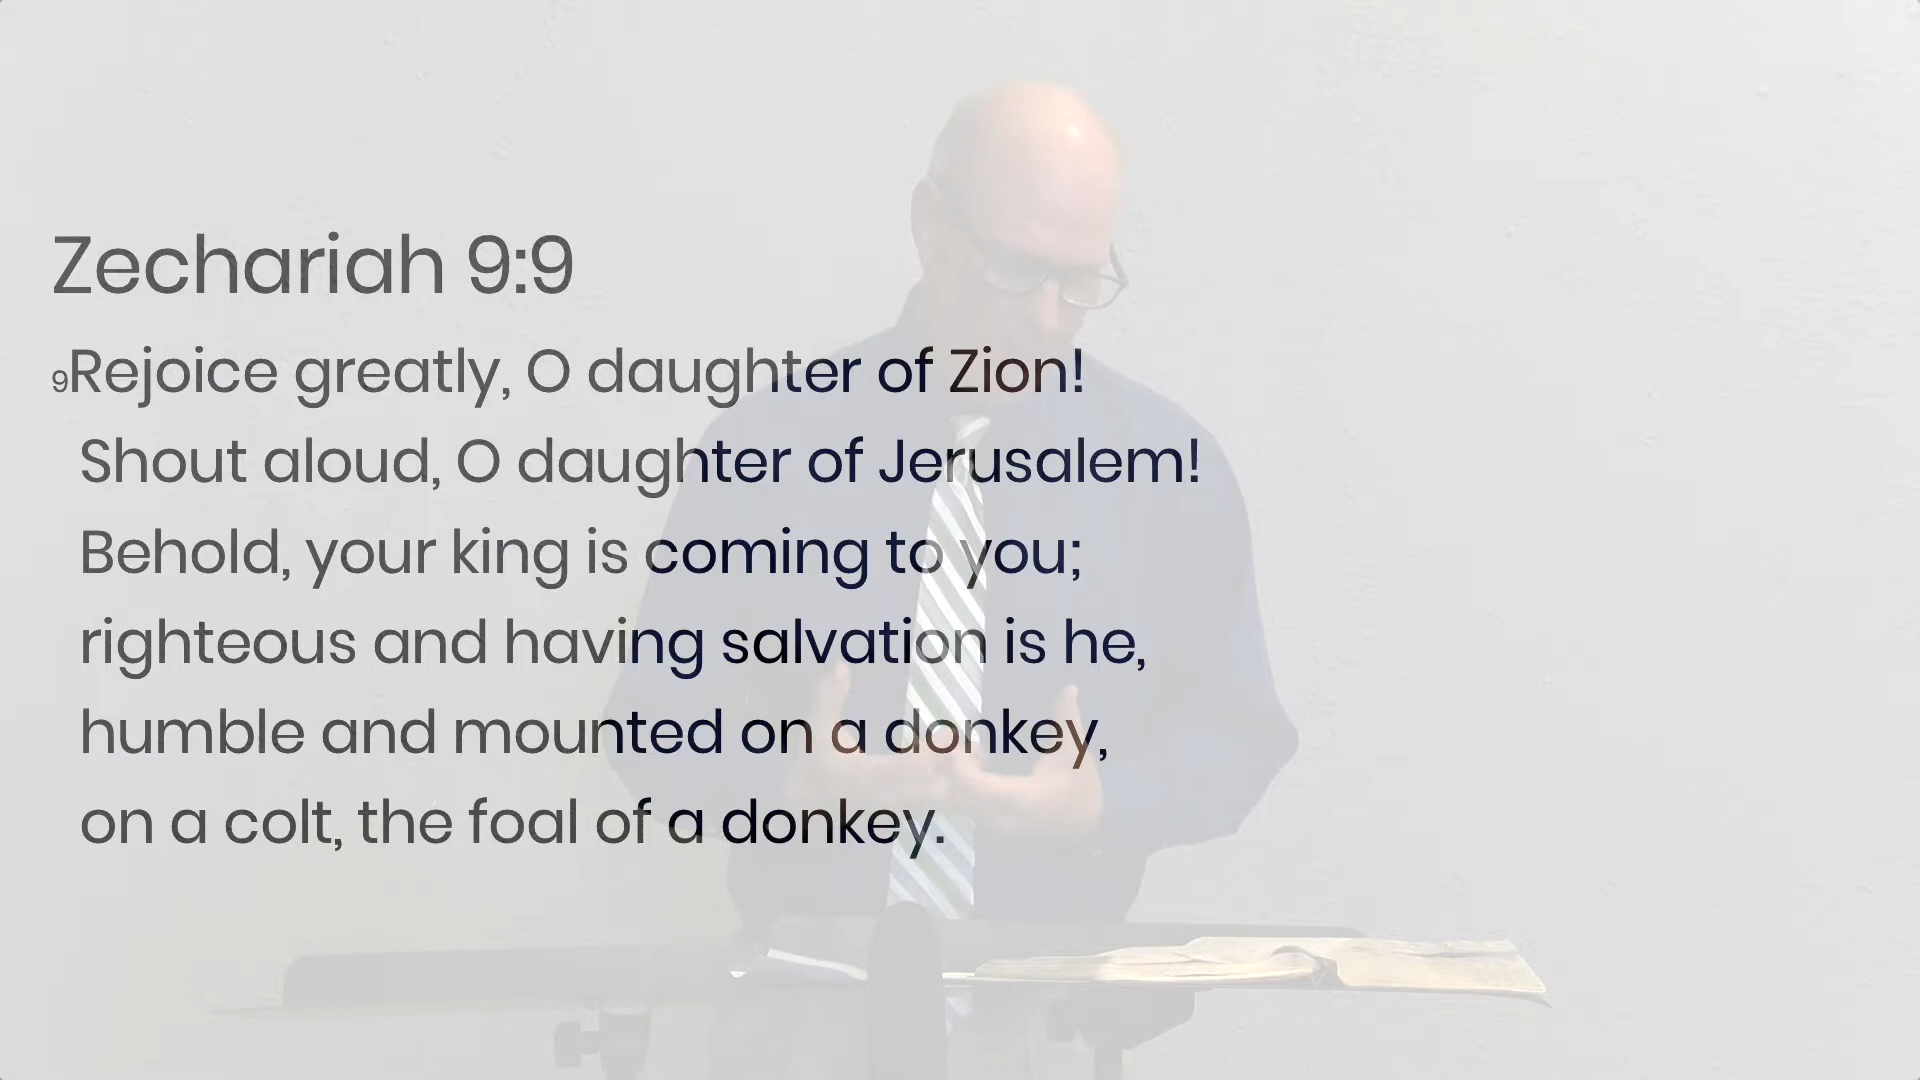 Zechariah 9:9
9Rejoice greatly, O daughter of Zion!
Shout aloud, O daughter of Jerusalem!
Behold, your king is coming to you;
righteous and having salvation is he,
humble and mounted on a donkey,
on a colt, the foal of a donkey.